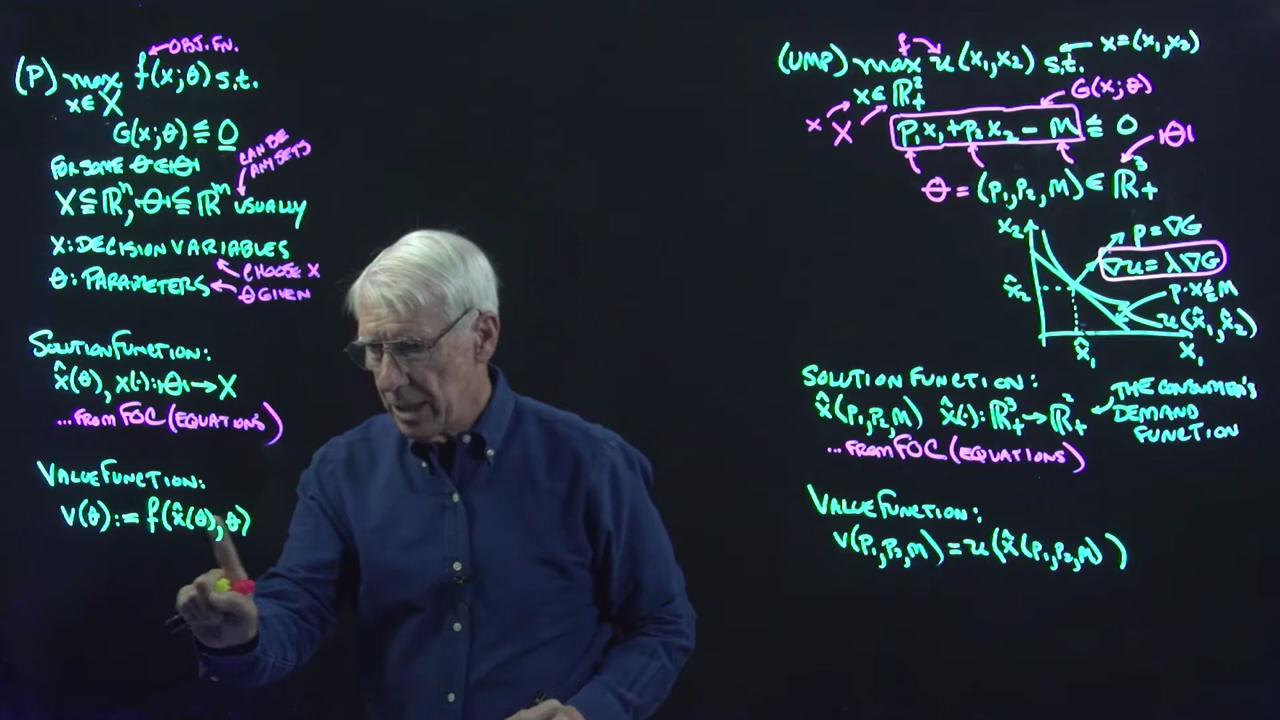 OBJ. FN.
(P) max f(x;θ) s.t.
x∈X
G(x;θ) ≦ 0
CAN BE
ANY SETS
FOR SOME θ∈Θ
X⊆ℝⁿ, Θ⊆ℝᵐ USUALLY
X: DECISION VARIABLES
CHOOSE X
θ: PARAMETERS
θ GIVEN
SOLUTION FUNCTION:
x̂(θ), x(·):Θ→X
...FROM FOC (EQUATIONS)
VALUE FUNCTION:
v(θ):= f(x̂(θ),θ)
f
(UMP) max u(x₁,x₂) s.t. x=(x₁,x₂)
x∈ℝ²₊
G(x;θ)
x X
p₁x₁+p₂x₂-M ≦ 0
Θ
θ = (p₁,p₂,M)∈ℝ³₊
x₂
p=∇G
∇u=λ∇G
x̂₂
p·x≦M
u(x̂₁,x̂₂)
x̂₁ x₁
SOLUTION FUNCTION:
x̂(p₁,p₂,M) x̂(·):ℝ³₊→ℝ²₊
THE CONSUMER'S
DEMAND
FUNCTION
...FROM FOC (EQUATIONS)
VALUE FUNCTION:
v(p₁,p₂,M)=u(x̂(p₁,p₂,M))